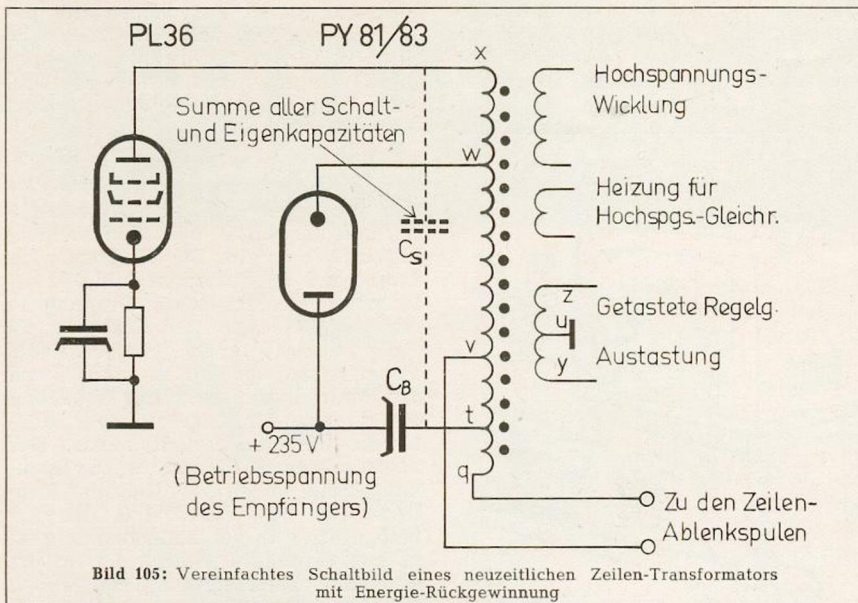 PL36
PY 81/83
x
Hochspannungs-
Wicklung
Summe aller Schalt-
und Eigenkapazitäten
w
Heizung für
Hochspgs.-Gleichr.
Cs
z
Getastete Regelg.
u
v
y
Austastung
CB
t
+ 235 V
q
(Betriebsspannung
des Empfängers)
Zu den Zeilen-
Ablenkspulen
Bild 105: Vereinfachtes Schaltbild eines neuzeitlichen Zeilen-Transformators
mit Energie-Rückgewinnung